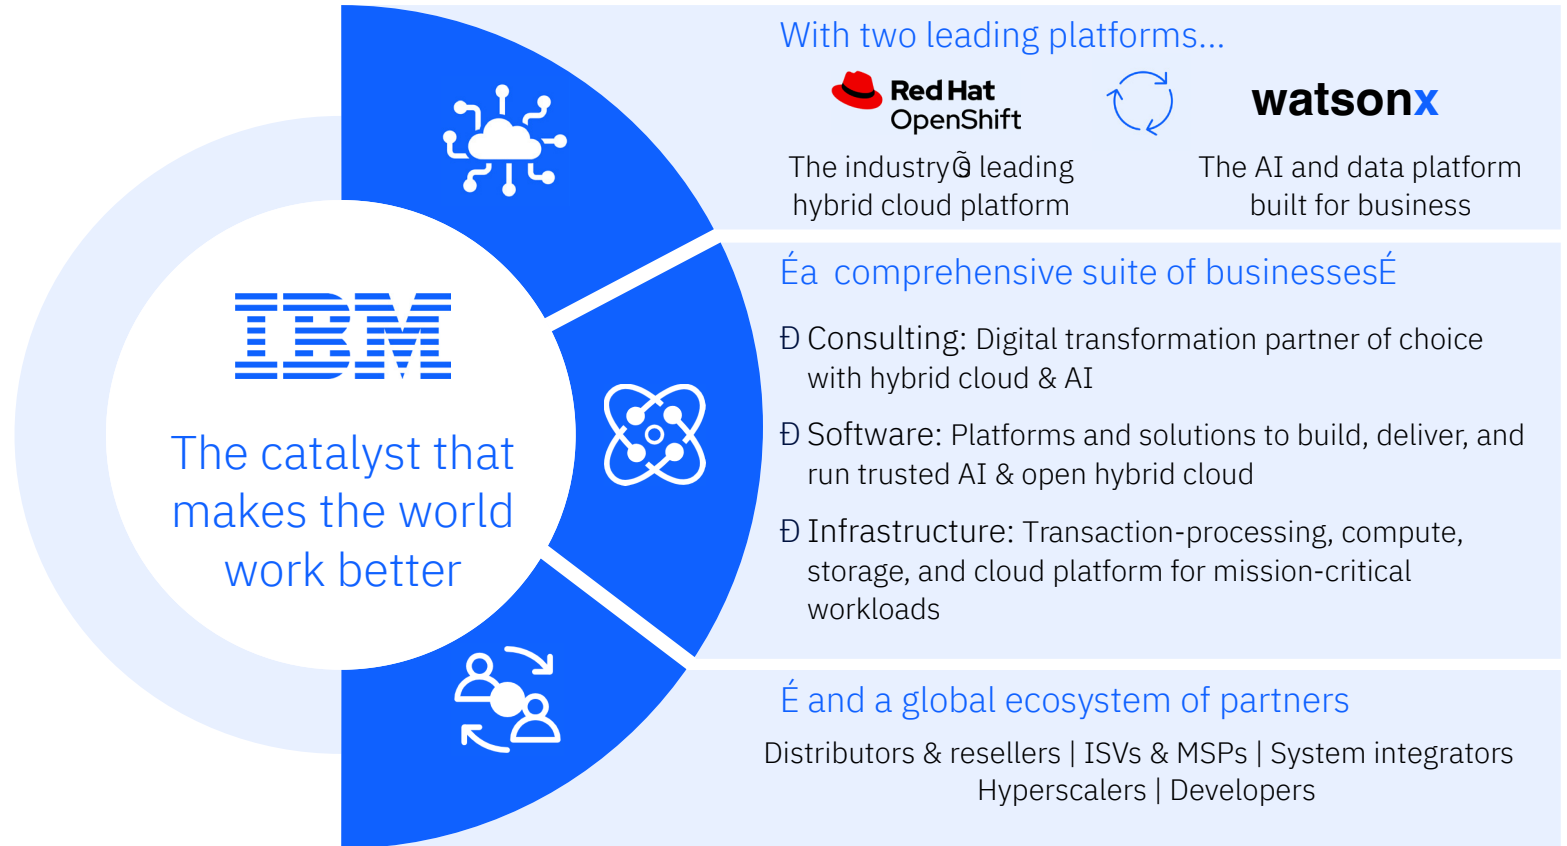 IBM
The catalyst that
makes the world
work better
With two leading platforms...
Red Hat
OpenShift
The industryÕs leading
hybrid cloud platform
watsonx
The AI and data platform
built for business
Éa comprehensive suite of businessesÉ
Ð Consulting: Digital transformation partner of choice
with hybrid cloud & AI
Ð Software: Platforms and solutions to build, deliver, and
run trusted AI & open hybrid cloud
Ð Infrastructure: Transaction-processing, compute,
storage, and cloud platform for mission-critical
workloads
É and a global ecosystem of partners
Distributors & resellers | ISVs & MSPs | System integrators
Hyperscalers | Developers